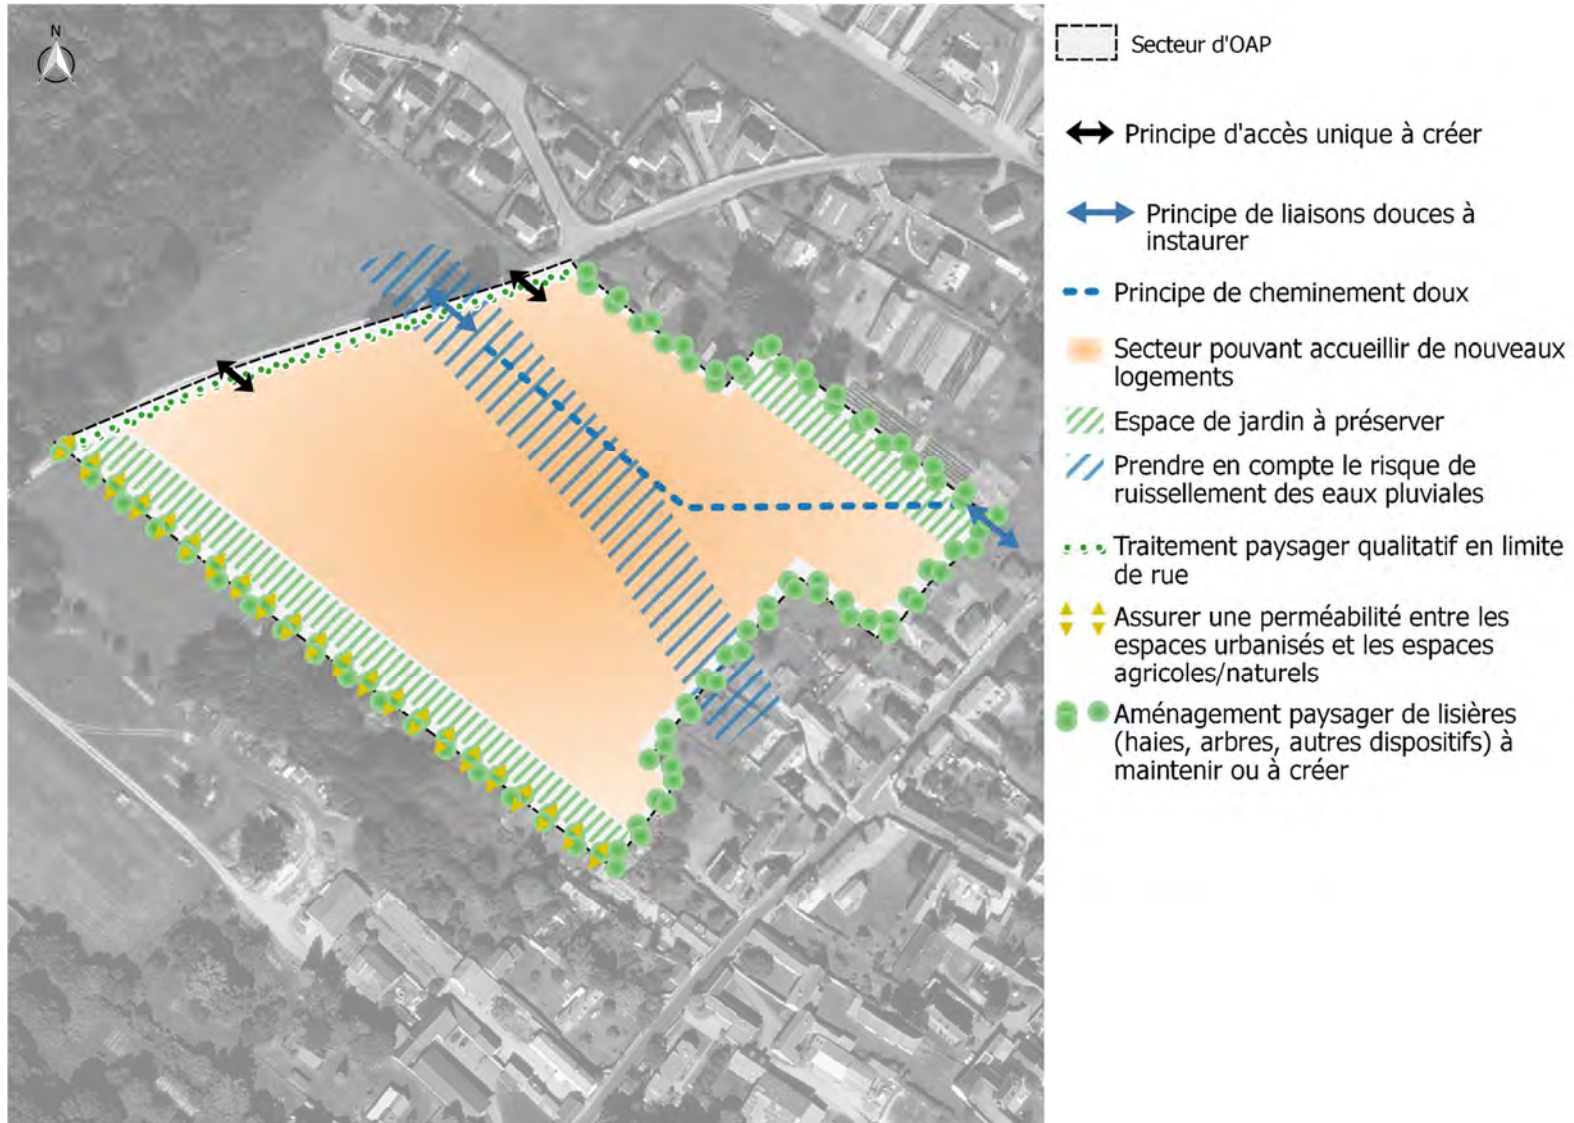 N
Secteur d'OAP
Principe d'accès unique à créer
Principe de liaisons douces à
instaurer
Principe de cheminement doux
Secteur pouvant accueillir de nouveaux
logements
Espace de jardin à préserver
Prendre en compte le risque de
ruissellement des eaux pluviales
Traitement paysager qualitatif en limite
de rue
Assurer une perméabilité entre les
espaces urbanisés et les espaces
agricoles/naturels
Aménagement paysager de lisières
(haies, arbres, autres dispositifs) à
maintenir ou à créer